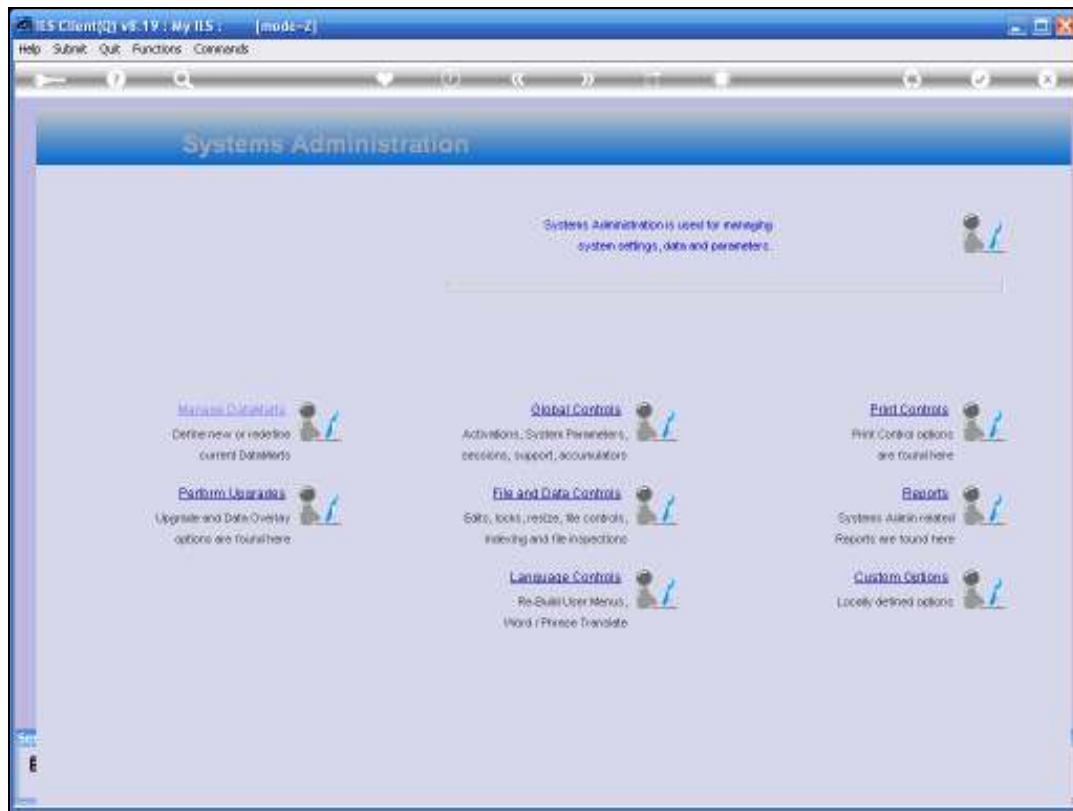 IES Client(Q) v8.19 : My IES : [mode=Z]
Help Submit Quit Functions Commands
Systems Administration
Systems Administration is used for managing
system settings, data and parameters.
Manage DataMarts
Define new or redefine
current DataMarts
Global Controls
Activations, System Parameters,
sessions, support, accumulators
Print Controls
Print Control options
are found here
Perform Upgrades
Upgrade and Data Overlay
options are found here
File and Data Controls
Edits, locks, resize, file controls,
indexing and file inspections
Reports
Systems Admin related
Reports are found here
Language Controls
Re-Build User Menus,
Word / Phrase Translate
Custom Options
Locally defined options